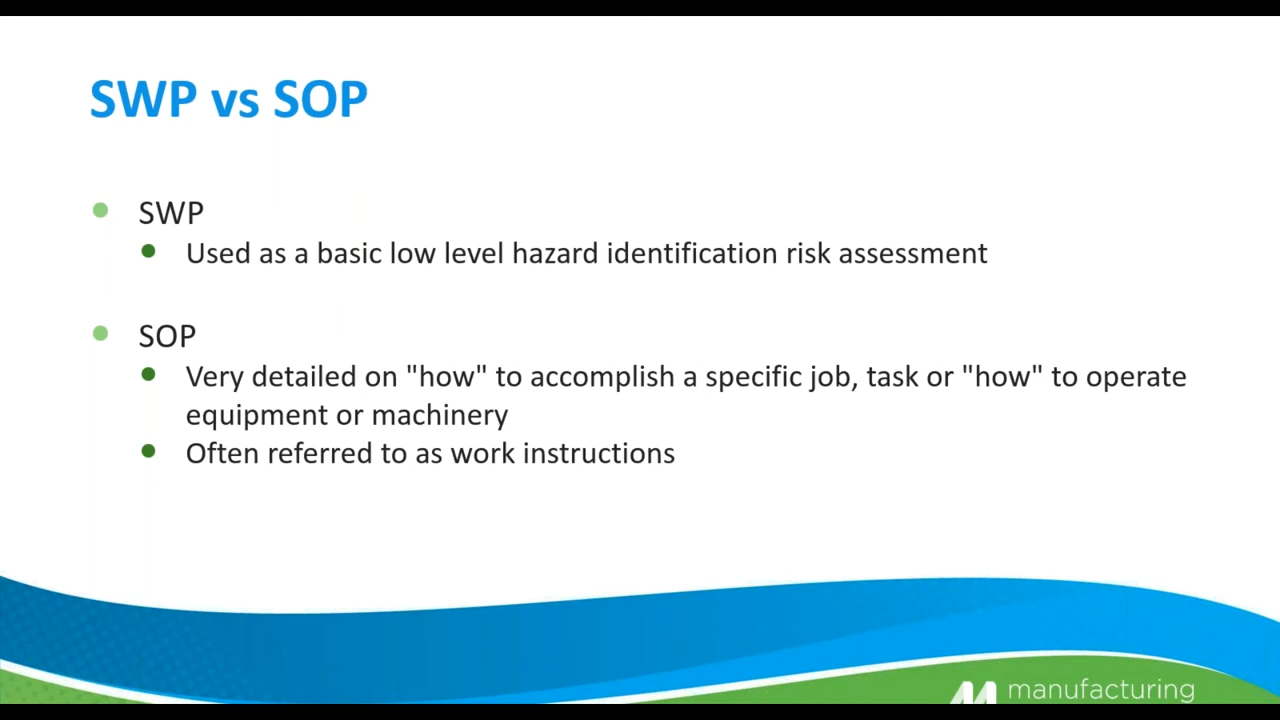 SWP vs SOP
SWP
Used as a basic low level hazard identification risk assessment
SOP
Very detailed on "how" to accomplish a specific job, task or "how" to operate
equipment or machinery
Often referred to as work instructions
manufacturing